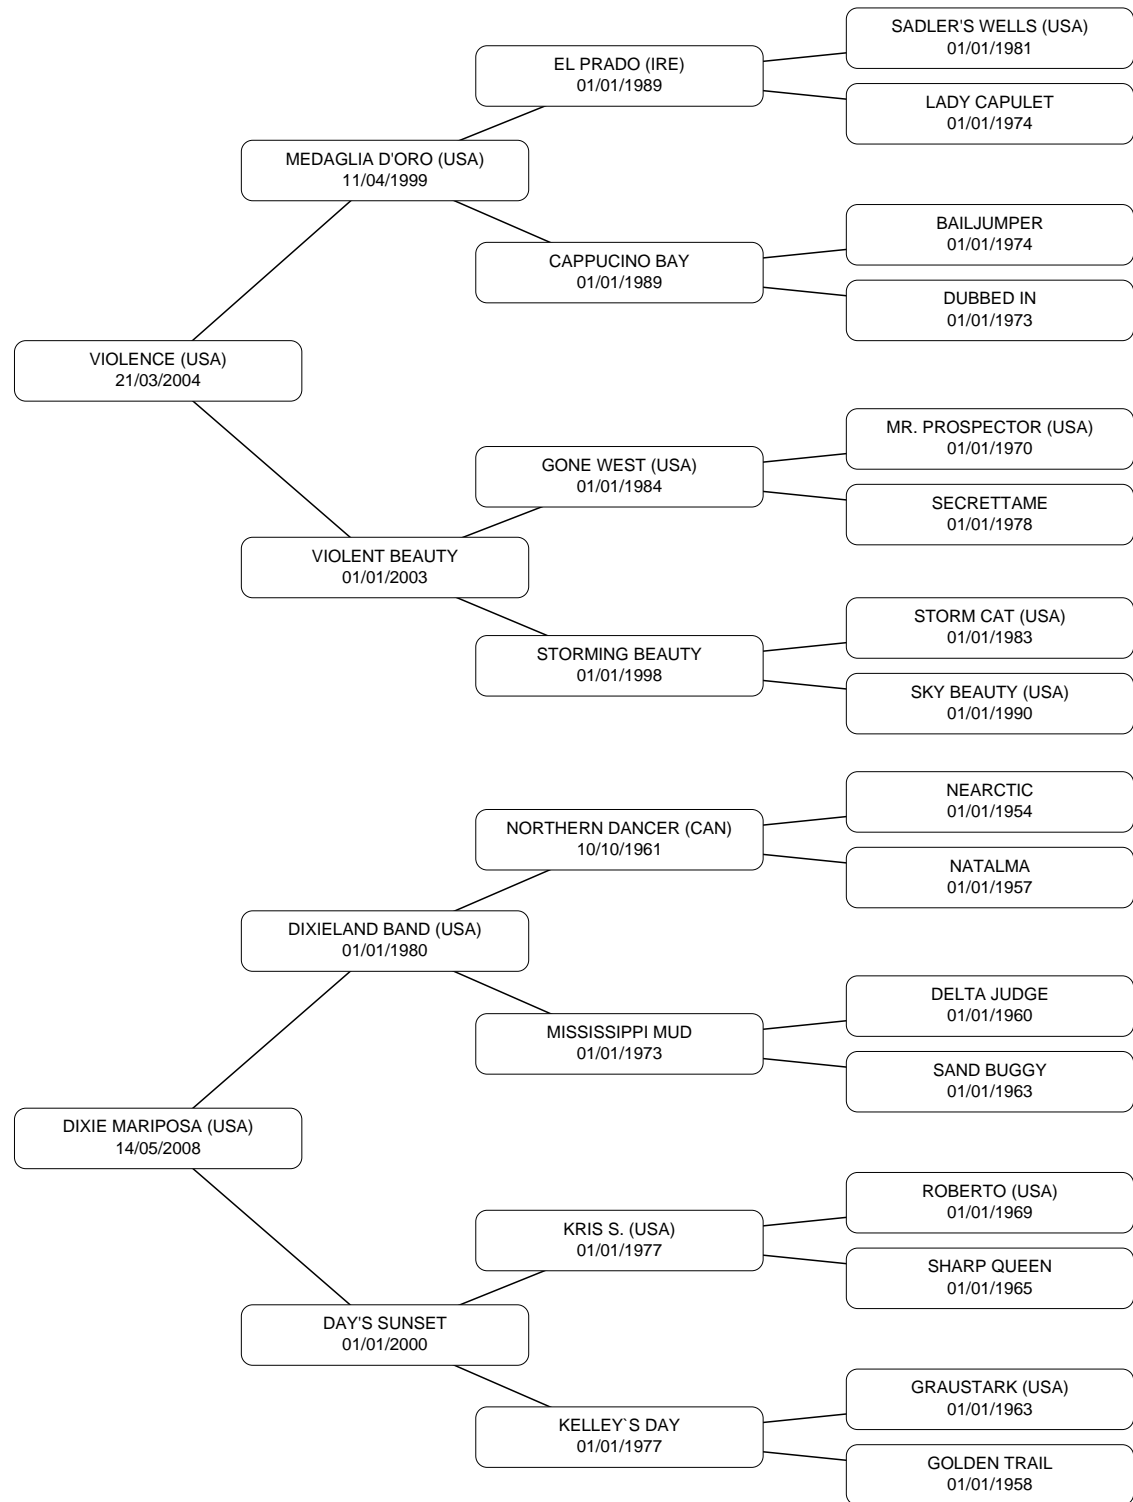 SADLER'S WELLS (USA)
01/01/1981
EL PRADO (IRE)
01/01/1989
LADY CAPULET
01/01/1974
MEDAGLIA D'ORO (USA)
11/04/1999
BAILJUMPER
01/01/1974
CAPPUCINO BAY
01/01/1989
DUBBED IN
01/01/1973
VIOLENCE (USA)
21/03/2004
MR. PROSPECTOR (USA)
01/01/1970
GONE WEST (USA)
01/01/1984
SECRETTAME
01/01/1978
VIOLENT BEAUTY
01/01/2003
STORM CAT (USA)
01/01/1983
STORMING BEAUTY
01/01/1998
SKY BEAUTY (USA)
01/01/1990
NEARCTIC
01/01/1954
NORTHERN DANCER (CAN)
10/10/1961
NATALMA
01/01/1957
DIXIELAND BAND (USA)
01/01/1980
DELTA JUDGE
01/01/1960
MISSISSIPPI MUD
01/01/1973
SAND BUGGY
01/01/1963
DIXIE MARIPOSA (USA)
14/05/2008
ROBERTO (USA)
01/01/1969
KRIS S. (USA)
01/01/1977
SHARP QUEEN
01/01/1965
DAY'S SUNSET
01/01/2000
GRAUSTARK (USA)
01/01/1963
KELLEY`S DAY
01/01/1977
GOLDEN TRAIL
01/01/1958